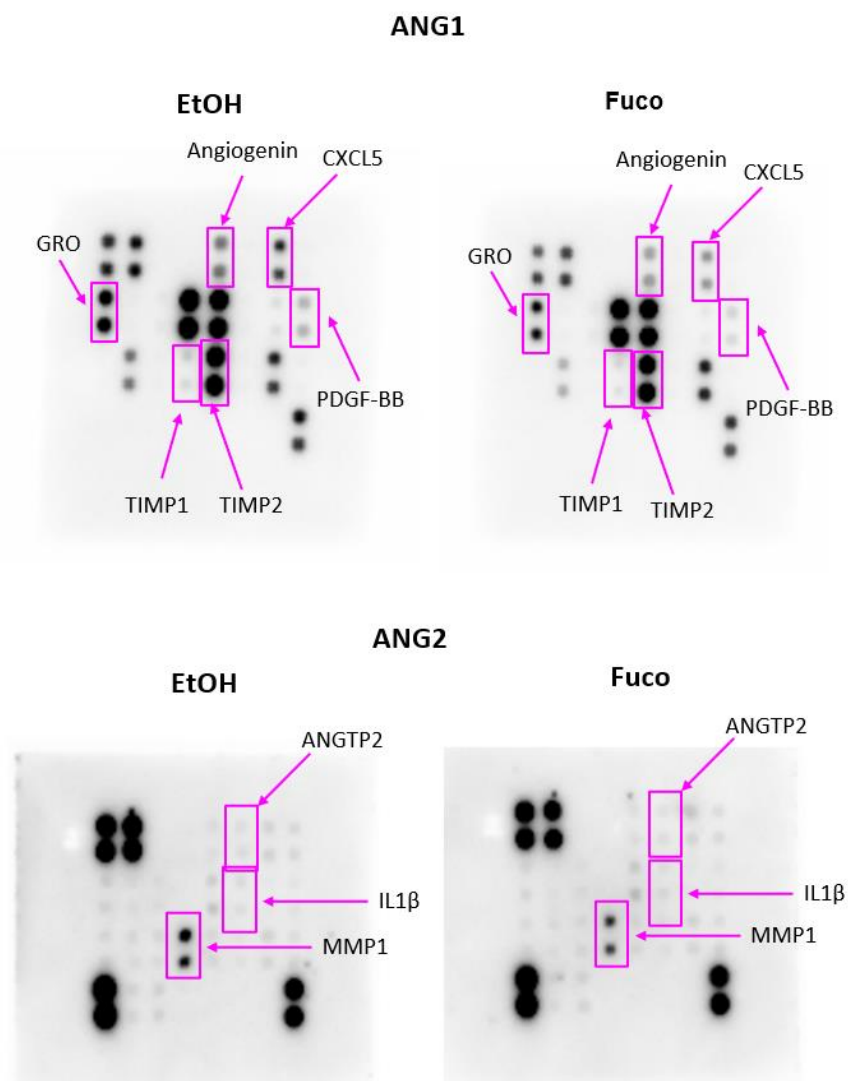 ANG1
EtOH
Fuco
Angiogenin
CXCL5
Angiogenin
CXCL5
GRO
GRO
PDGF-BB
PDGF-BB
TIMP1
TIMP2
TIMP1
TIMP2
ANG2
EtOH
Fuco
ANGTP2
ANGTP2
IL1β
IL1β
MMP1
MMP1